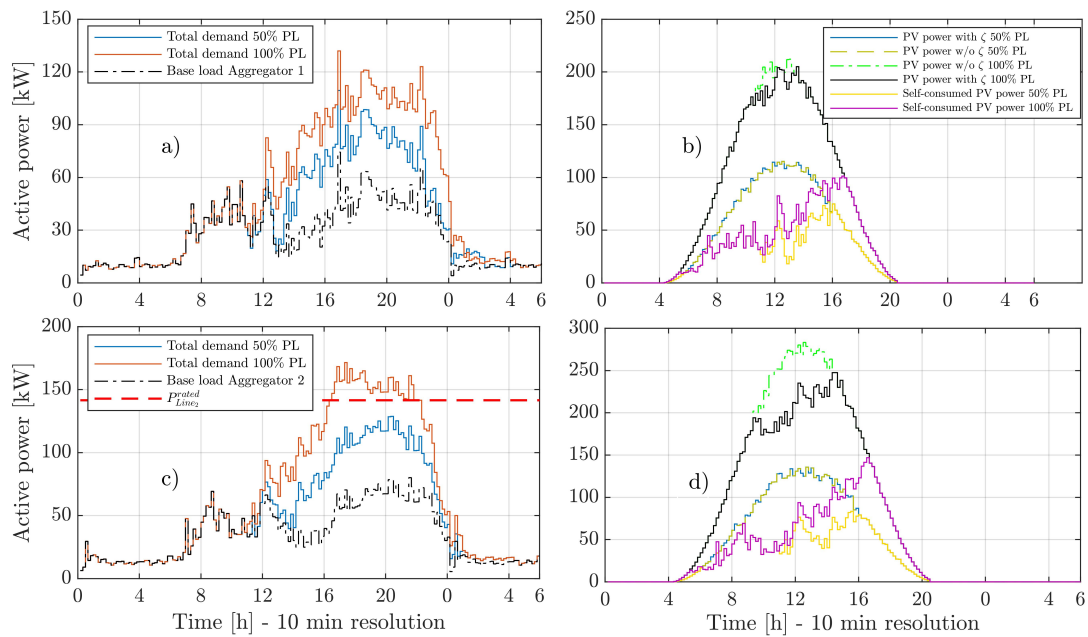 150
120
90
60
30
0
Active power [kW]
Total demand 50% PL
Total demand 100% PL
Base load Aggregator 1
a)
0 4 8 12 16 20 0 4 6
250
200
150
100
50
0
PV power with ζ 50% PL
PV power w/o ζ 50% PL
PV power w/o ζ 100% PL
PV power with ζ 100% PL
Self-consumed PV power 50% PL
Self-consumed PV power 100% PL
b)
0 4 8 12 16 20 0 4 6
200
150
100
50
0
Active power [kW]
Total demand 50% PL
Total demand 100% PL
Base load Aggregator 2
P_{Line_2}^{rated}
c)
0 4 8 12 16 20 0 4 6
Time [h] - 10 min resolution
300
250
200
150
100
50
0
d)
0 4 8 12 16 20 0 4 6
Time [h] - 10 min resolution